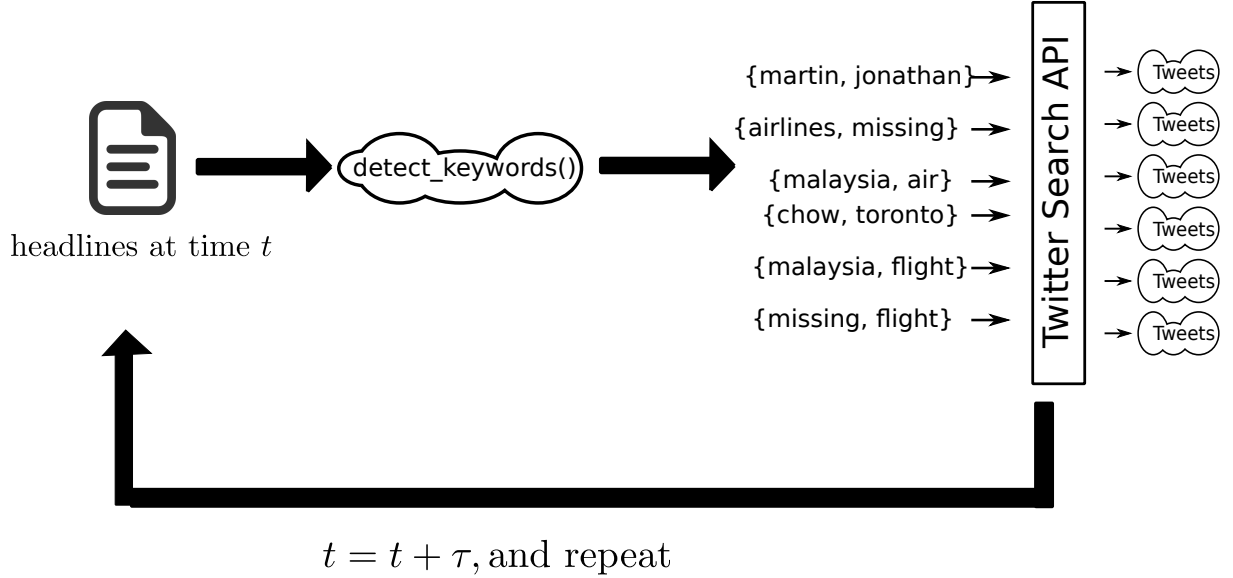 headlines at time t
detect_keywords()
{martin, jonathan}
{airlines, missing}
{malaysia, air}
{chow, toronto}
{malaysia, flight}
{missing, flight}
Twitter Search API
Tweets
Tweets
Tweets
Tweets
Tweets
Tweets
t = t + τ, and repeat